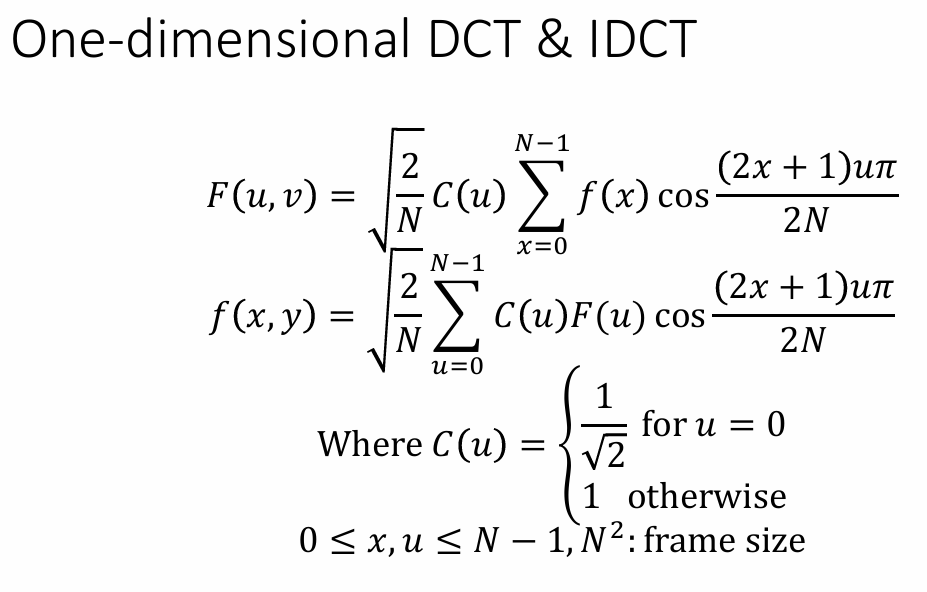 One-dimensional DCT & IDCT
F(u, v) = √(2/N) C(u) ∑_{x=0}^{N−1} f(x) cos (2x + 1)uπ / 2N
f(x, y) = √(2/N) ∑_{u=0}^{N−1} C(u)F(u) cos (2x + 1)uπ / 2N
Where C(u) = { 1/√2 for u = 0
1 otherwise
0 ≤ x, u ≤ N − 1, N²: frame size